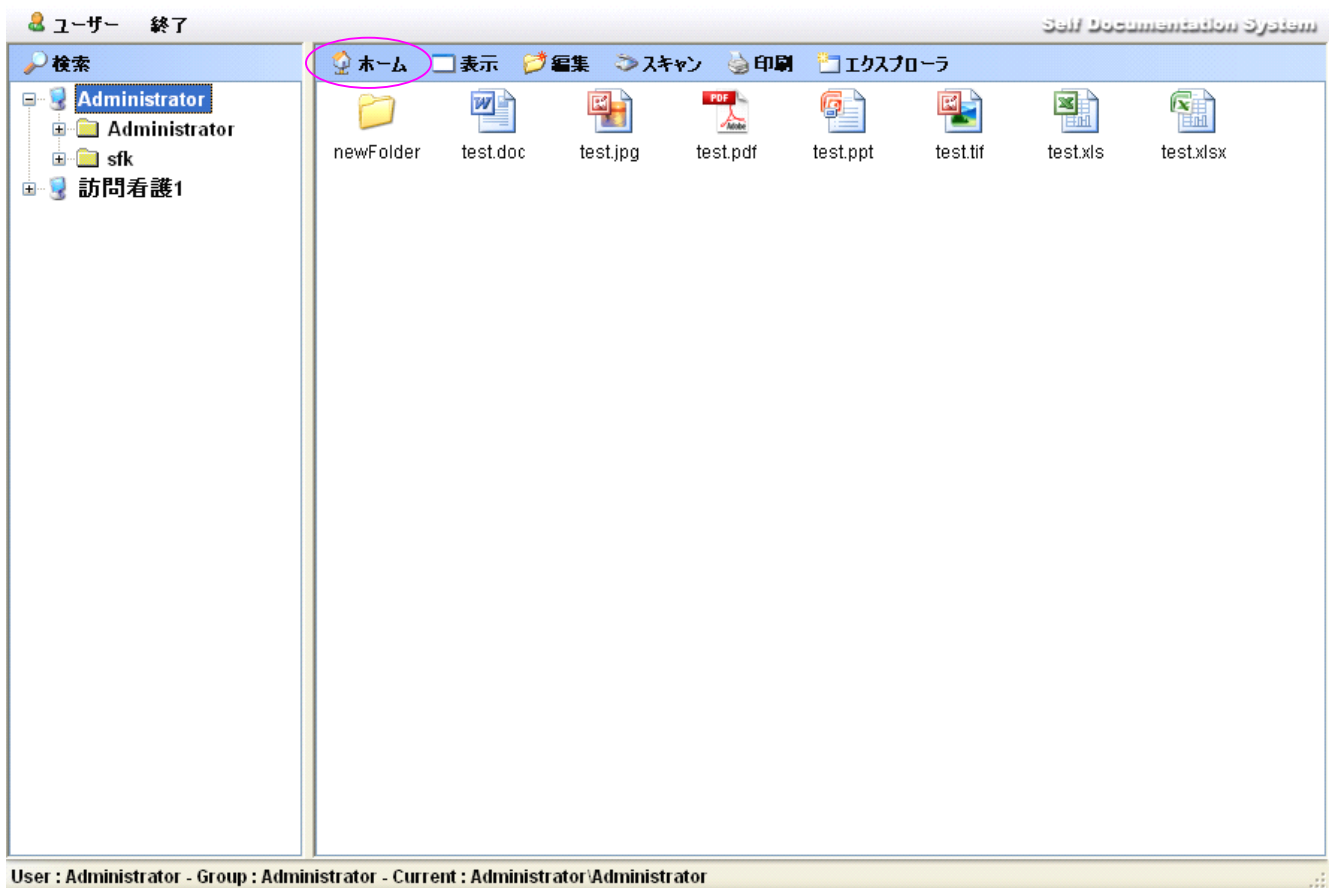 ユーザー 終了 Self Documentation System
検索
ホーム 表示 編集 スキャン 印刷 エクスプローラ
Administrator
Administrator
sfk
訪問看護1
newFolder test.doc test.jpg test.pdf test.ppt test.tif test.xls test.xlsx
PDF
Adobe
User : Administrator - Group : Administrator - Current : Administrator\Administrator